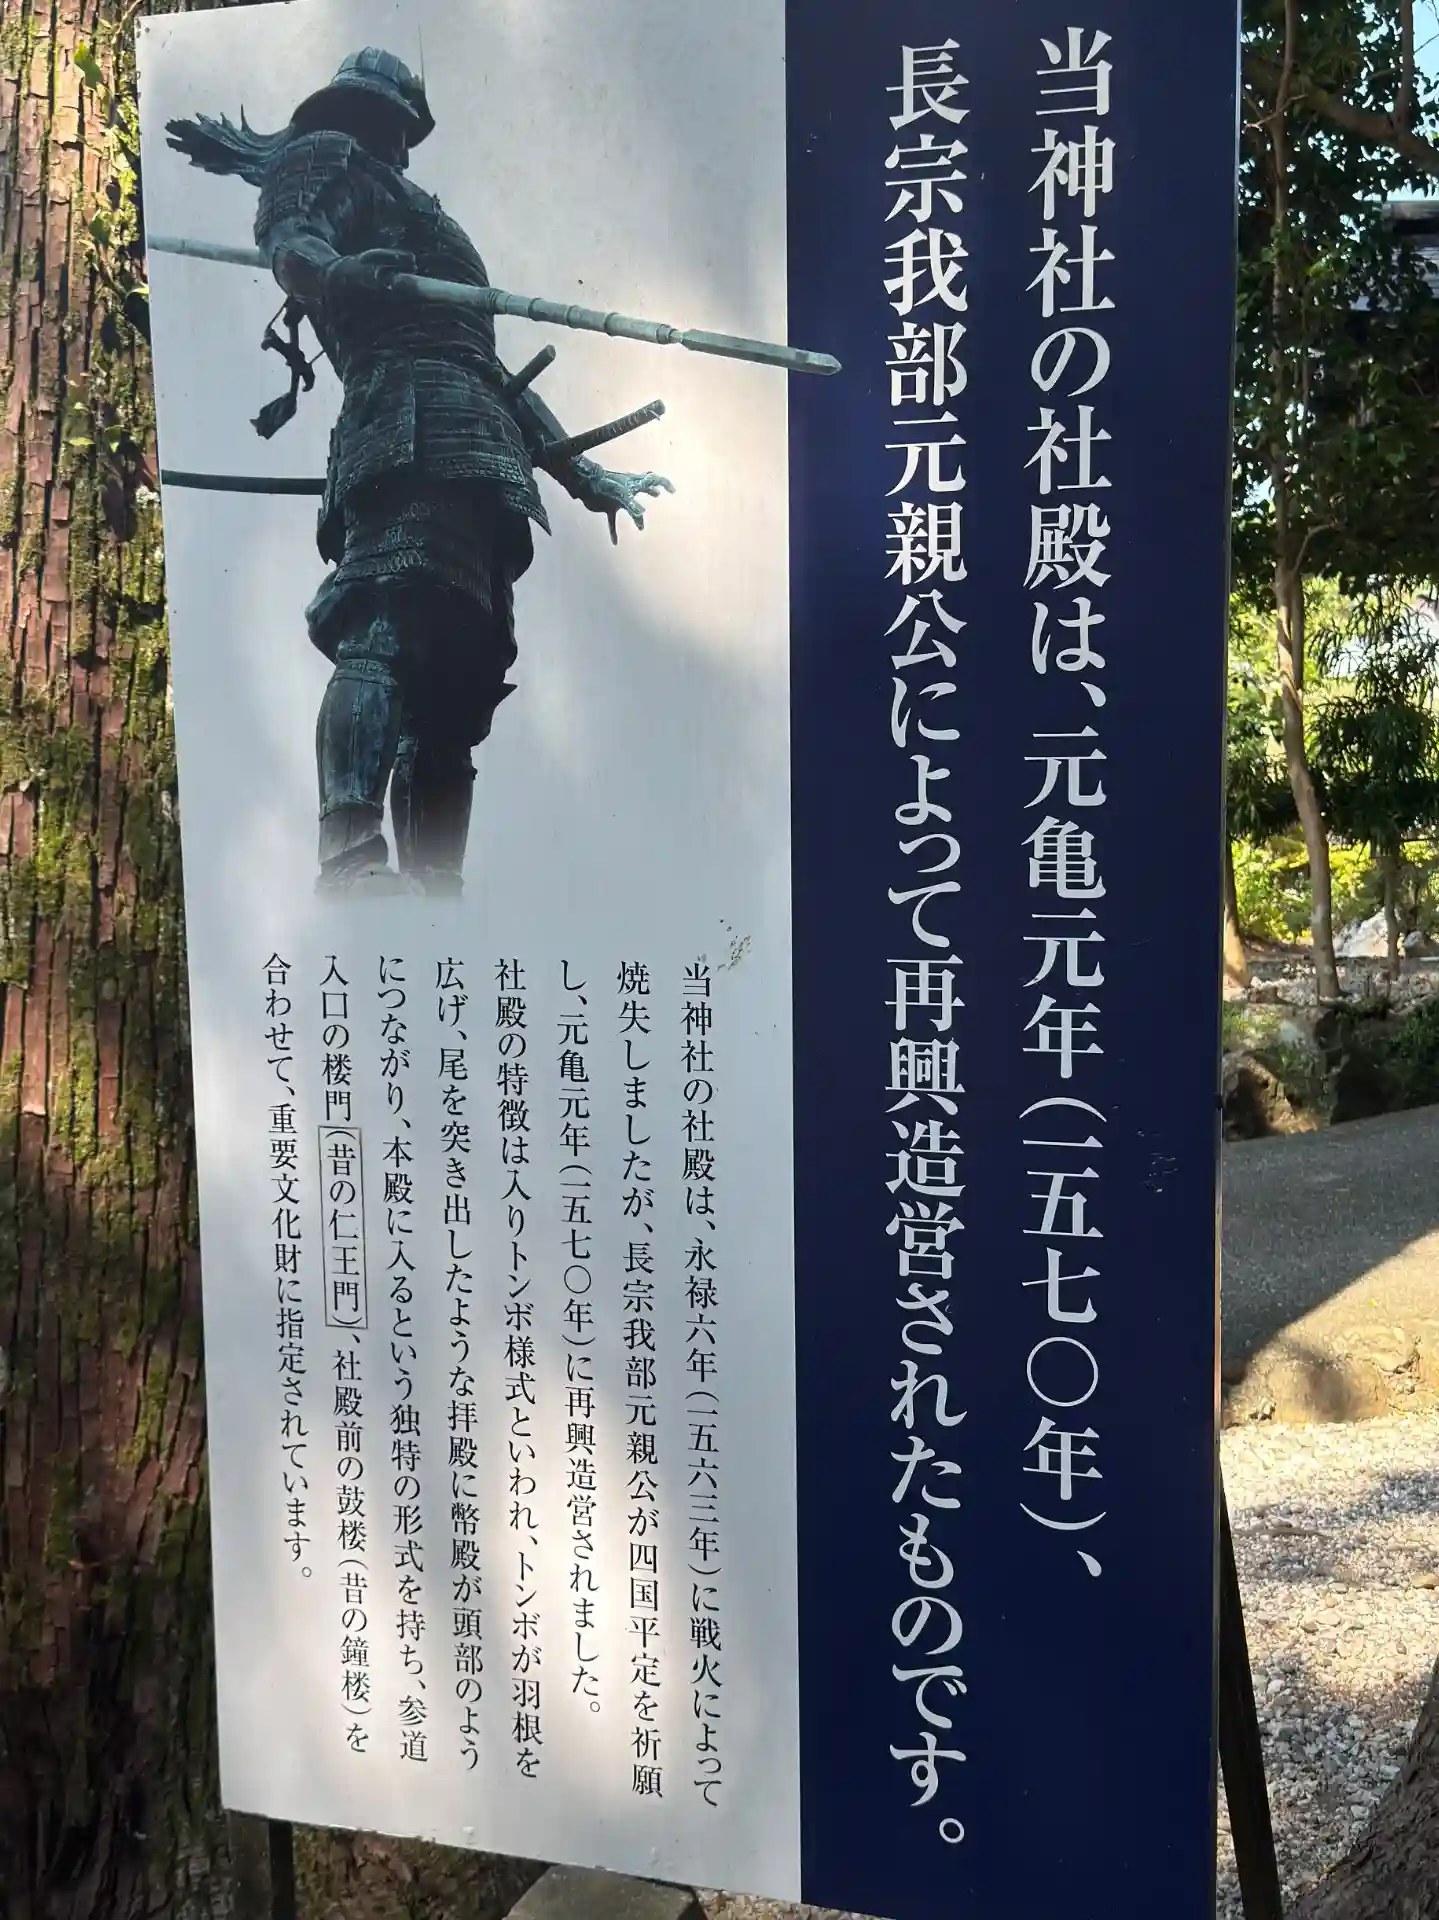 当神社の社殿は、元亀元年（一五七〇年）、
長宗我部元親公によって再興造営されたものです。
当神社の社殿は、永禄六年（一五六三年）に戦火によって
焼失しましたが、長宗我部元親公が四国平定を祈願
し、元亀元年（一五七〇年）に再興造営されました。
社殿の特徴は入りトンボ様式といわれ、トンボが羽根を
広げ、尾を突き出したような拝殿に幣殿が頭部のよう
につながり、本殿に入るという独特の形式を持ち、参道
入口の楼門（昔の仁王門）、社殿前の鼓楼（昔の鐘楼）を
合わせて、重要文化財に指定されています。